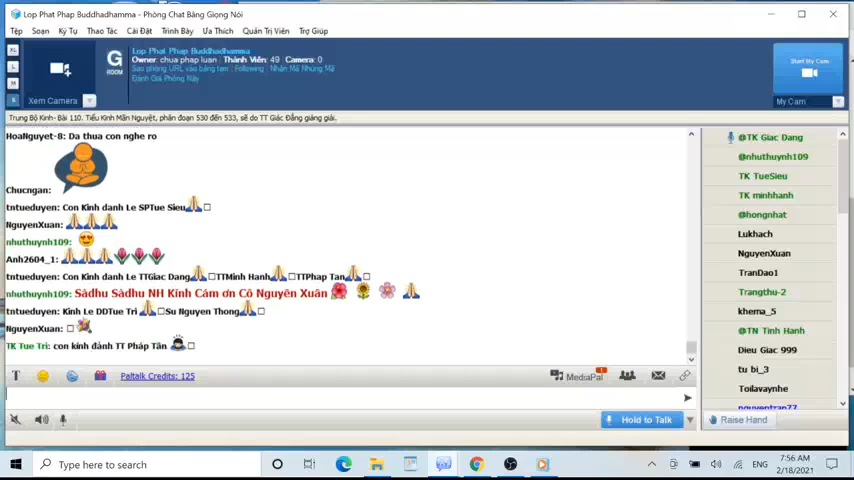 Lop Phat Phap Buddhadhamma - Phòng Chat Bằng Giọng Nói
Tệp Soạn Ký Tự Thao Tác Cài Đặt Trình Bày Ưa Thích Quản Trị Viên Trợ Giúp
XL
L
M
S
Xem Camera
G
ROOM
Lop Phat Phap Buddhadhamma
Owner: chua phap luan | Thành Viên: 49 Camera: 0
Sao phỏng URL vào bảng tạm | Following | Nhận Mã Nhúng Mã
Đánh Giá Phòng Này
Start My Cam
My Cam
Trung Bộ Kinh- Bài 110. Tiểu Kinh Mãn Nguyệt, phân đoạn 530 đến 533, sẽ do TT Giác Đẳng giảng giải.
HoaNguyet-8: Da thua con nghe ro
Chucngan:
tntueduyen: Con Kinh danh Le SPTue Sieu
NguyenXuan:
nhuthuynh109:
Anh2604_1:
tntueduyen: Con Kinh danh Le TTGiac Dang TTMinh Hanh TTPhap Tan
nhuthuynh109: Sàdhu Sàdhu NH Kính Cám ơn Cô Nguyên Xuân
tntueduyen: Kinh Le DDTue Tri Su Nguyen Thong
NguyenXuan:
TK Tue Tri: con kính đảnh TT Pháp Tân
@TK Giac Dang
@nhuthuynh109
TK TueSieu
TK minhhanh
@hongnhat
Lukhach
NguyenXuan
TranDao1
Trangthu-2
khema_5
@TN Tinh Hanh
Dieu Giac 999
tu bi_3
Toilavaynhe
nguyentran77
T Paltalk Credits: 125 MediaPal 1
Hold to Talk Raise Hand
Type here to search
ENG
7:56 AM
2/18/2021